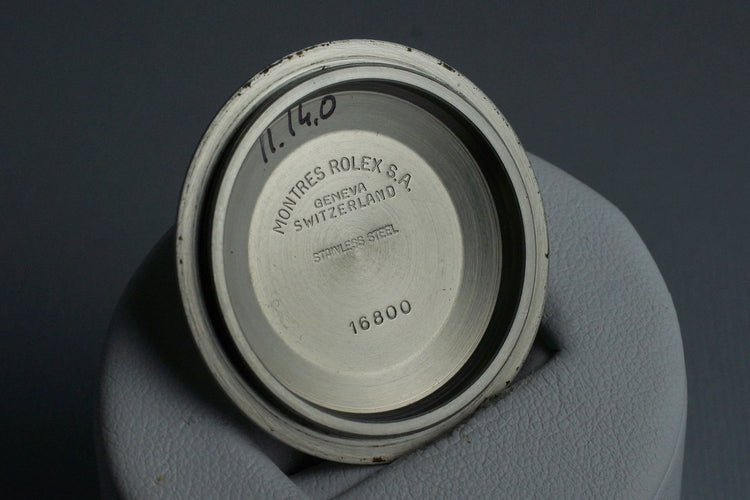 11.14.0
MONTRES ROLEX S.A.
GENEVA
SWITZERLAND
STAINLESS STEEL
16800